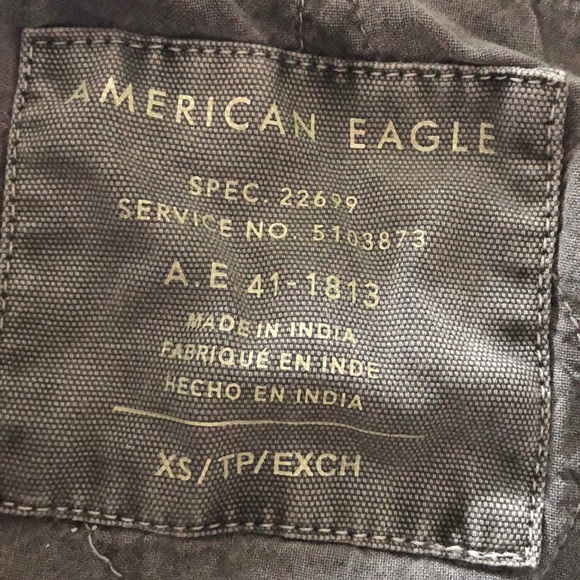 AMERICAN EAGLE
SPEC. 22699
SERVICE NO. 5103873
A.E 41-1813
MADE IN INDIA
FABRIQUÉ EN INDE
HECHO EN INDIA
XS/TP/EXCH